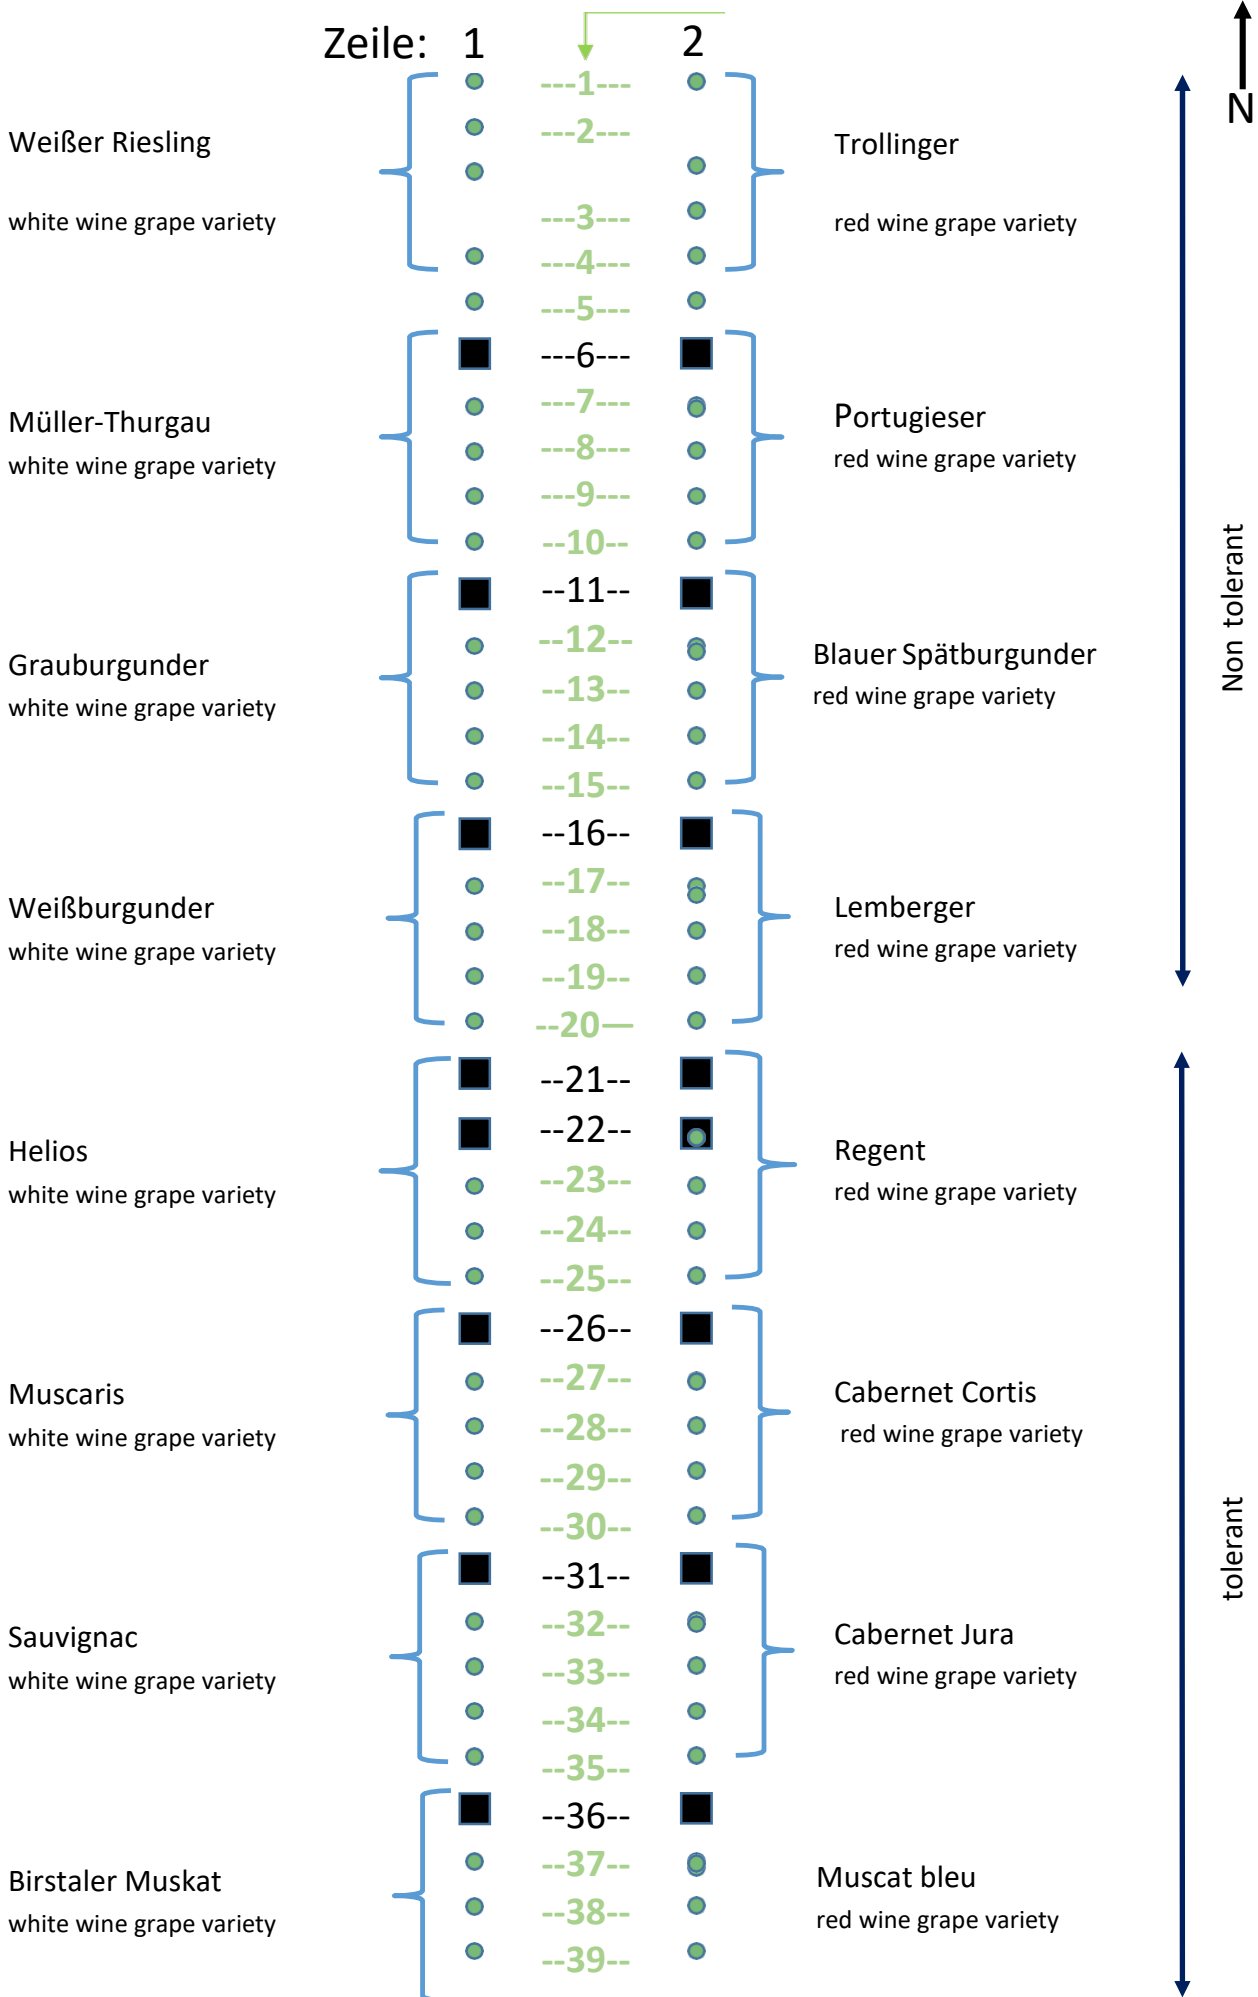 Zeile: 1 2
N
---1---
---2---
Weißer Riesling
Trollinger
white wine grape variety
---3---
red wine grape variety
---4---
---5---
---6---
---7---
Müller-Thurgau
Portugieser
---8---
white wine grape variety
red wine grape variety
---9---
--10--
Non tolerant
--11--
--12--
Grauburgunder
Blauer Spätburgunder
--13--
white wine grape variety
red wine grape variety
--14--
--15--
--16--
--17--
Weißburgunder
Lemberger
--18--
white wine grape variety
red wine grape variety
--19--
--20—
--21--
--22--
Helios
Regent
--23--
white wine grape variety
red wine grape variety
--24--
--25--
--26--
--27--
Muscaris
Cabernet Cortis
--28--
white wine grape variety
red wine grape variety
--29--
--30--
tolerant
--31--
--32--
Sauvignac
Cabernet Jura
--33--
white wine grape variety
red wine grape variety
--34--
--35--
--36--
--37--
Birstaler Muskat
Muscat bleu
--38--
white wine grape variety
red wine grape variety
--39--